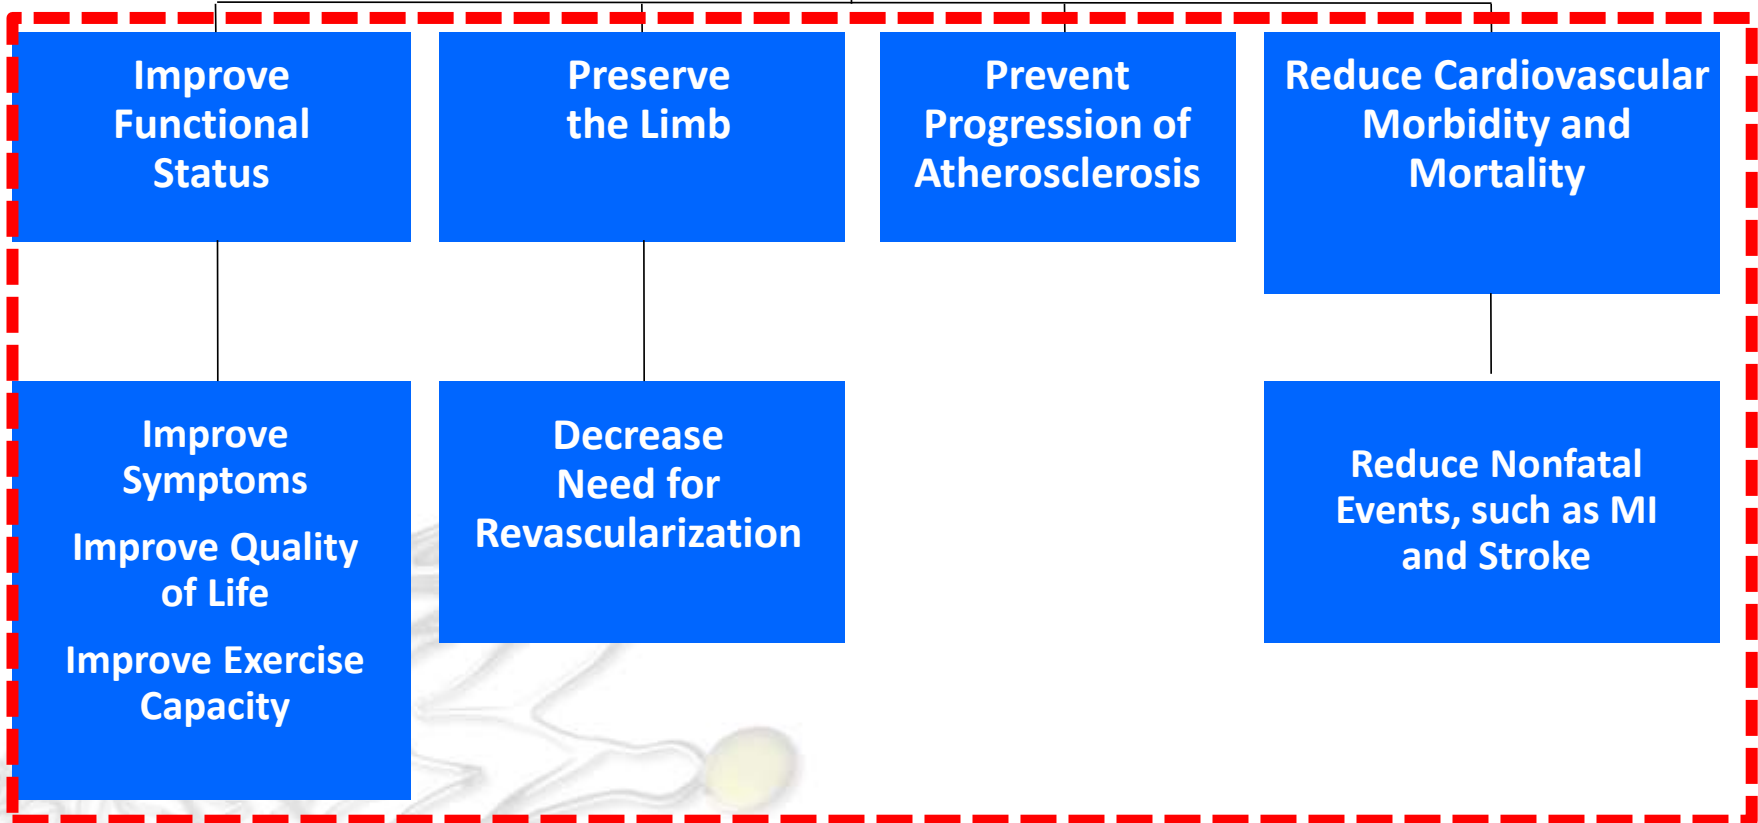 Improve
Functional
Status
Preserve
the Limb
Prevent
Progression of
Atherosclerosis
Reduce Cardiovascular
Morbidity and
Mortality
Improve
Symptoms
Improve Quality
of Life
Improve Exercise
Capacity
Decrease
Need for
Revascularization
Reduce Nonfatal
Events, such as MI
and Stroke